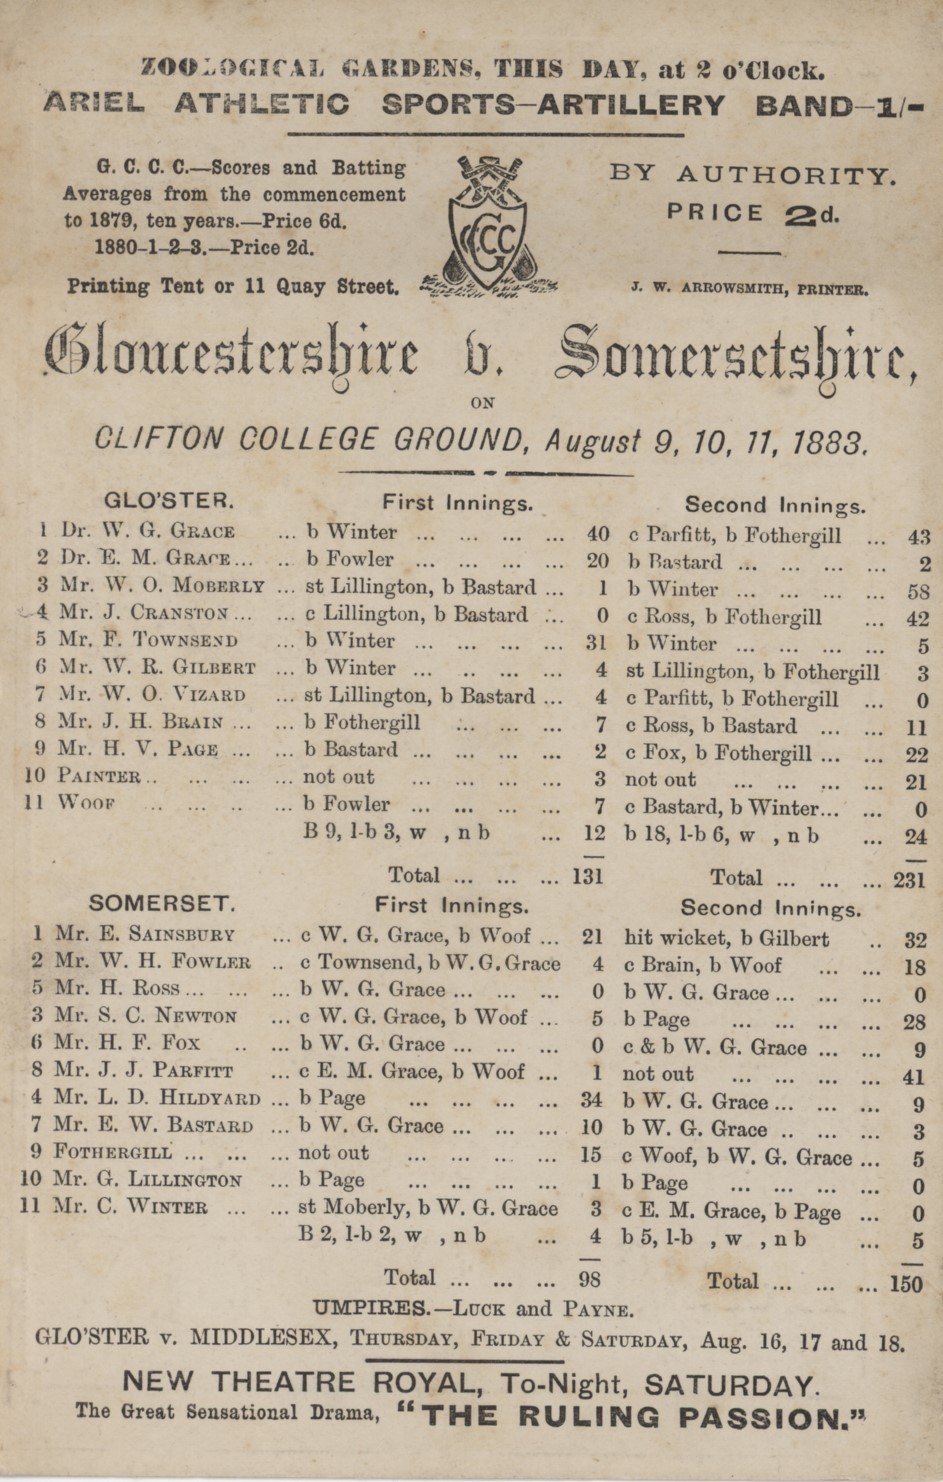 ZOOLOGICAL GARDENS, THIS DAY, at 2 o'Clock.
ARIEL ATHLETIC SPORTS—ARTILLERY BAND—1/-
G. C. C. C.—Scores and Batting
Averages from the commencement
to 1879, ten years.—Price 6d.
1880-1-2-3.—Price 2d.
Printing Tent or 11 Quay Street.
GCCC
BY AUTHORITY.
PRICE 2d.
J. W. ARROWSMITH, PRINTER.
Gloucestershire v. Somersetshire,
ON
CLIFTON COLLEGE GROUND, August 9, 10, 11, 1883.
GLO'STER. First Innings. Second Innings.
1 Dr. W. G. GRACE ... b Winter ... ... ... ... 40 c Parfitt, b Fothergill ... 43
2 Dr. E. M. GRACE... ... b Fowler ... ... ... ... 20 b Bastard ... ... ... ... 2
3 Mr. W. O. MOBERLY ... st Lillington, b Bastard ... 1 b Winter ... ... ... ... 58
4 Mr. J. CRANSTON... ... c Lillington, b Bastard ... 0 c Ross, b Fothergill ... 42
5 Mr. F. TOWNSEND ... b Winter ... ... ... ... 31 b Winter ... ... ... ... 5
6 Mr. W. R. GILBERT ... b Winter ... ... ... ... 4 st Lillington, b Fothergill 3
7 Mr. W. O. VIZARD ... st Lillington, b Bastard ... 4 c Parfitt, b Fothergill ... 0
8 Mr. J. H. BRAIN ... ... b Fothergill ... ... ... 7 c Ross, b Bastard ... ... 11
9 Mr. H. V. PAGE ... ... b Bastard ... ... ... ... 2 c Fox, b Fothergill ... ... 22
10 PAINTER.. ... ... ... not out ... ... ... ... 3 not out ... ... ... ... 21
11 WOOF .. ... .. ... b Fowler ... ... ... ... 7 c Bastard, b Winter... ... 0
B 9, l-b 3, w , n b ... 12 b 18, l-b 6, w , n b ... 24
Total ... ... ... 131 Total ... ... ... 231
SOMERSET. First Innings. Second Innings.
1 Mr. E. SAINSBURY ... c W. G. Grace, b Woof ... 21 hit wicket, b Gilbert .. 32
2 Mr. W. H. FOWLER .. c Townsend, b W. G. Grace 4 c Brain, b Woof ... ... 18
5 Mr. H. ROSS... ... ... b W. G. Grace ... ... ... 0 b W. G. Grace ... ... ... 0
3 Mr. S. C. NEWTON ... c W. G. Grace, b Woof ... 5 b Page ... ... ... ... 28
6 Mr. H. F. FOX .. ... b W. G. Grace ... ... ... 0 c & b W. G. Grace ... ... 9
8 Mr. J. J. PARFITT ... c E. M. Grace, b Woof ... 1 not out ... ... ... ... 41
4 Mr. L. D. HILDYARD ... b Page ... ... ... ... 34 b W. G. Grace ... ... ... 9
7 Mr. E. W. BASTARD ... b W. G. Grace ... ... ... 10 b W. G. Grace .. ... ... 3
9 FOTHERGILL ... ... ... not out ... ... ... ... 15 c Woof, b W. G. Grace ... 5
10 Mr. G. LILLINGTON ... b Page ... ... ... ... 1 b Page ... ... ... ... 0
11 Mr. C. WINTER ... ... st Moberly, b W. G. Grace 3 c E. M. Grace, b Page ... 0
B 2, l-b 2, w , n b ... 4 b 5, l-b , w , n b ... 5
Total ... ... ... 98 Total ... ... ... 150
UMPIRES.—LUCK and PAYNE.
GLO'STER v. MIDDLESEX, THURSDAY, FRIDAY & SATURDAY, Aug. 16, 17 and 18.
NEW THEATRE ROYAL, To-Night, SATURDAY.
The Great Sensational Drama, "THE RULING PASSION."